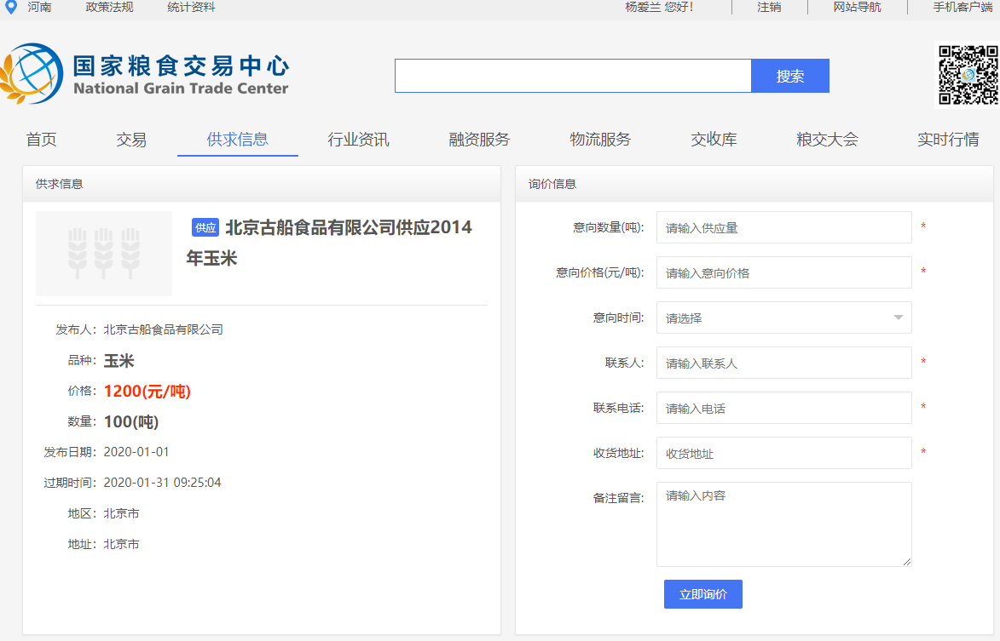 河南 政策法规 统计资料 杨爱兰 您好！ 注销 网站导航 手机客户端
国家粮食交易中心
National Grain Trade Center
搜索
首页 交易 供求信息 行业资讯 融资服务 物流服务 交收库 粮交大会 实时行情
供求信息
供应 北京古船食品有限公司供应2014
年玉米
发布人: 北京古船食品有限公司
品种: 玉米
价格: 1200(元/吨)
数量: 100(吨)
发布日期: 2020-01-01
过期时间: 2020-01-31 09:25:04
地区: 北京市
地址: 北京市
询价信息
意向数量(吨): 请输入供应量 *
意向价格(元/吨): 请输入意向价格 *
意向时间: 请选择
联系人: 请输入联系人 *
联系电话: 请输入电话 *
收货地址: 收货地址 *
备注留言: 请输入内容
立即询价